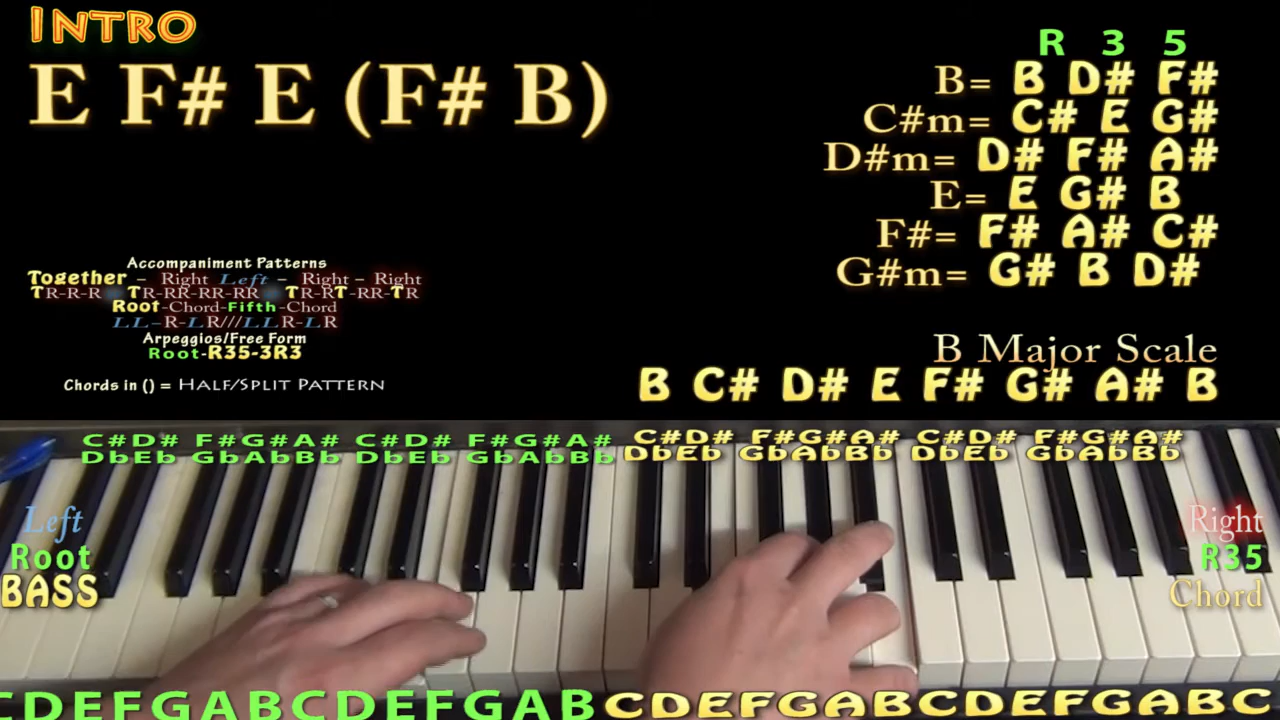 INTRO
E F# E (F# B)
R 3 5
B= B D# F#
C#m= C# E G#
D#m= D# F# A#
E= E G# B
F#= F# A# C#
G#m= G# B D#
Accompaniment Patterns
Together – Right Left – Right – Right
TR-R-R TR-RR-RR-RR TR-RT-RR-TR
Root-Chord-Fifth-Chord
LL-R-LR///LLR-LR
Arpeggios/Free Form
Root-R35-3R3
Chords in () = Half/Split Pattern
B Major Scale
B C# D# E F# G# A# B
C#D# F#G#A# C#D# F#G#A# C#D# F#G#A# C#D# F#G#A#
DbEb GbAbBb DbEb GbAbBb DbEb GbAbBb DbEb GbAbBb
Left
Root
BASS
Right
R35
Chord
CDEFGABCDEFGAB CDEFGABCDEFGABC